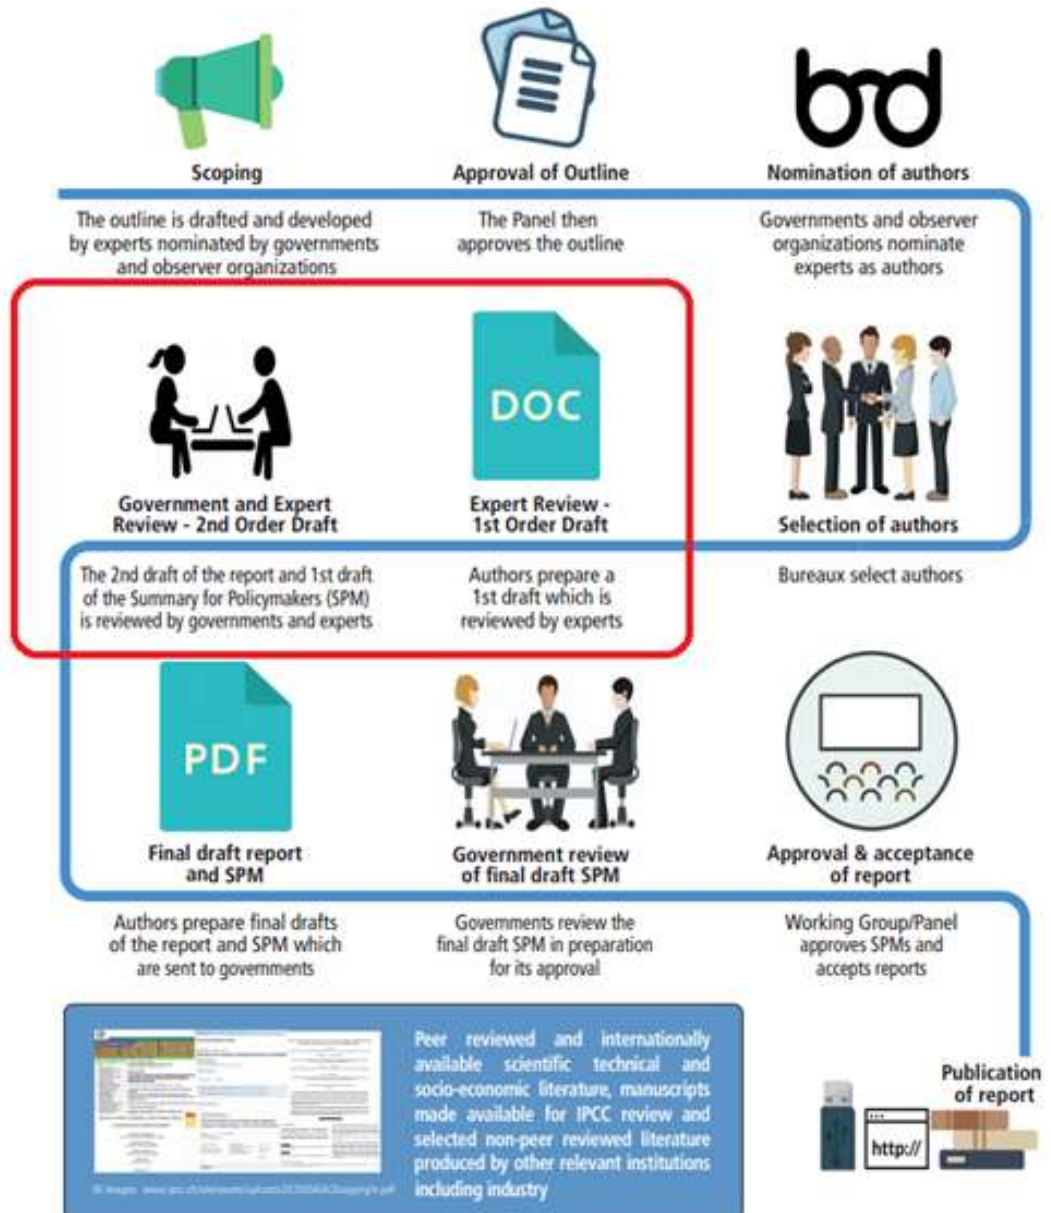 Scoping
Approval of Outline
Nomination of authors
The outline is drafted and developed
by experts nominated by governments
and observer organizations
The Panel then
approves the outline
Governments and observer
organizations nominate
experts as authors
DOC
Government and Expert
Review - 2nd Order Draft
Expert Review -
1st Order Draft
Selection of authors
The 2nd draft of the report and 1st draft
of the Summary for Policymakers (SPM)
is reviewed by governments and experts
Authors prepare a
1st draft which is
reviewed by experts
Bureaux select authors
PDF
Final draft report
and SPM
Government review
of final draft SPM
Approval & acceptance
of report
Authors prepare final drafts
of the report and SPM which
are sent to governments
Governments review the
final draft SPM in preparation
for its approval
Working Group/Panel
approves SPMs and
accepts reports
Peer reviewed and internationally
available scientific technical and
socio-economic literature, manuscripts
made available for IPCC review and
selected non-peer reviewed literature
produced by other relevant institutions
including industry
Publication
of report
http://